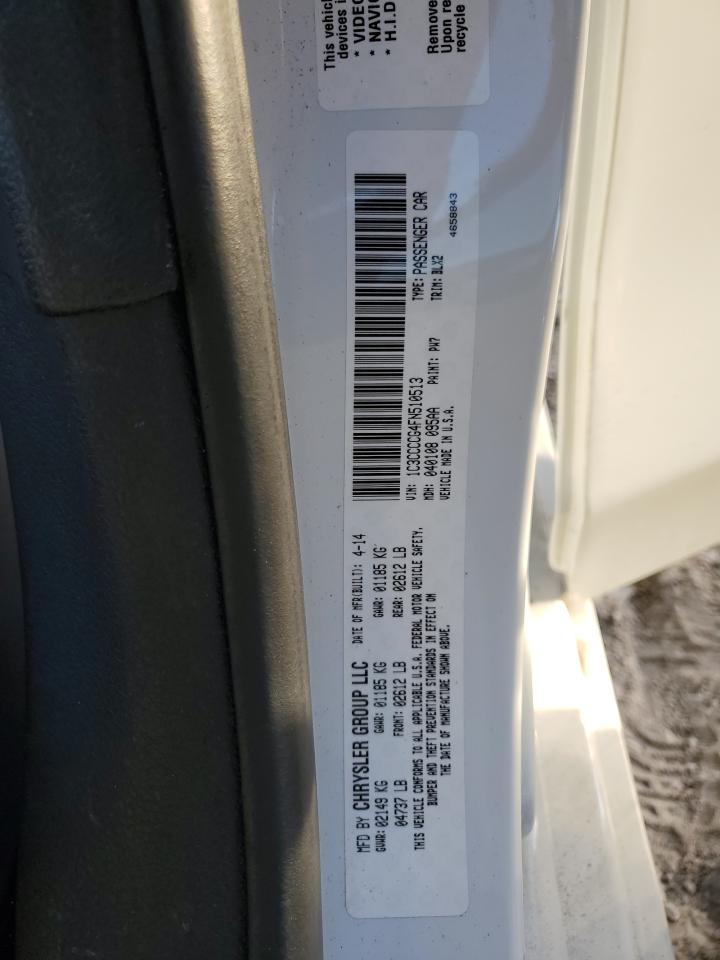 This vehic
devices i
* VIDEO
* NAVIG
* H.I.D
Remove
Upon re
recycle
MFD BY CHRYSLER GROUP LLC DATE OF MFR(BUILT): 4-14
GVWR: 02149 KG GAWR: 01185 KG GAWR: 01185 KG
04737 LB FRONT: 02612 LB REAR: 02612 LB
THIS VEHICLE CONFORMS TO ALL APPLICABLE U.S.A. FEDERAL MOTOR VEHICLE SAFETY,
BUMPER AND THEFT PREVENTION STANDARDS IN EFFECT ON
THE DATE OF MANUFACTURE SHOWN ABOVE.
VIN: 1C3CCCCG4FN510513 TYPE: PASSENGER CAR
MDH: 040108 095AA PAINT: PW7 TRIM: BLX2
VEHICLE MADE IN U.S.A. 4658843